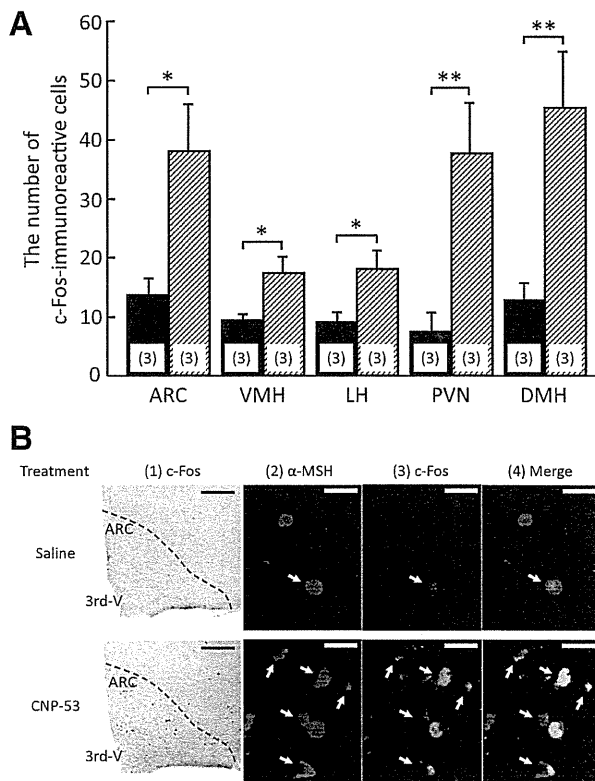 A
The number of
c-Fos-immunoreactive cells
60
50
40
30
20
10
0
*
*
*
**
**
(3) (3) (3) (3) (3) (3) (3) (3) (3) (3)
ARC VMH LH PVN DMH
B
Treatment (1) c-Fos (2) α-MSH (3) c-Fos (4) Merge
Saline
ARC
3rd-V
CNP-53
ARC
3rd-V